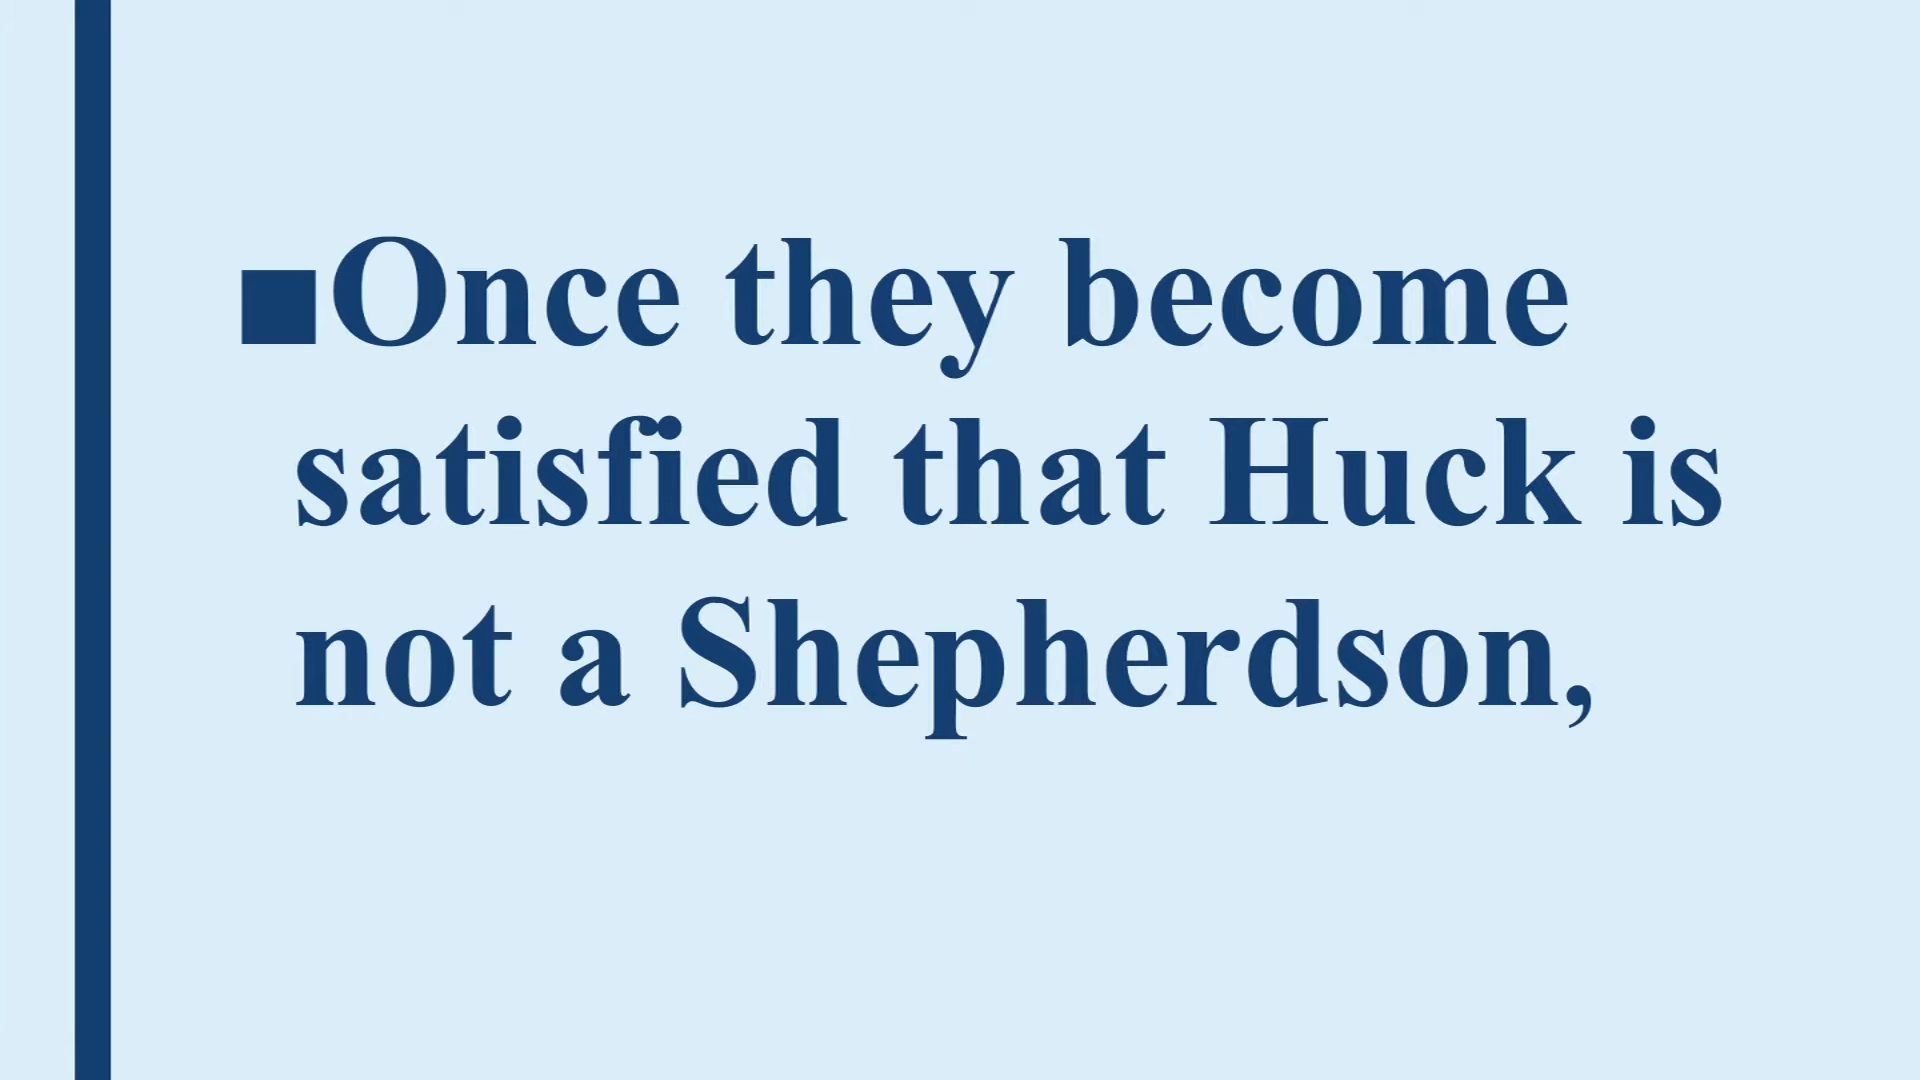 ■Once they become
satisfied that Huck is
not a Shepherdson,